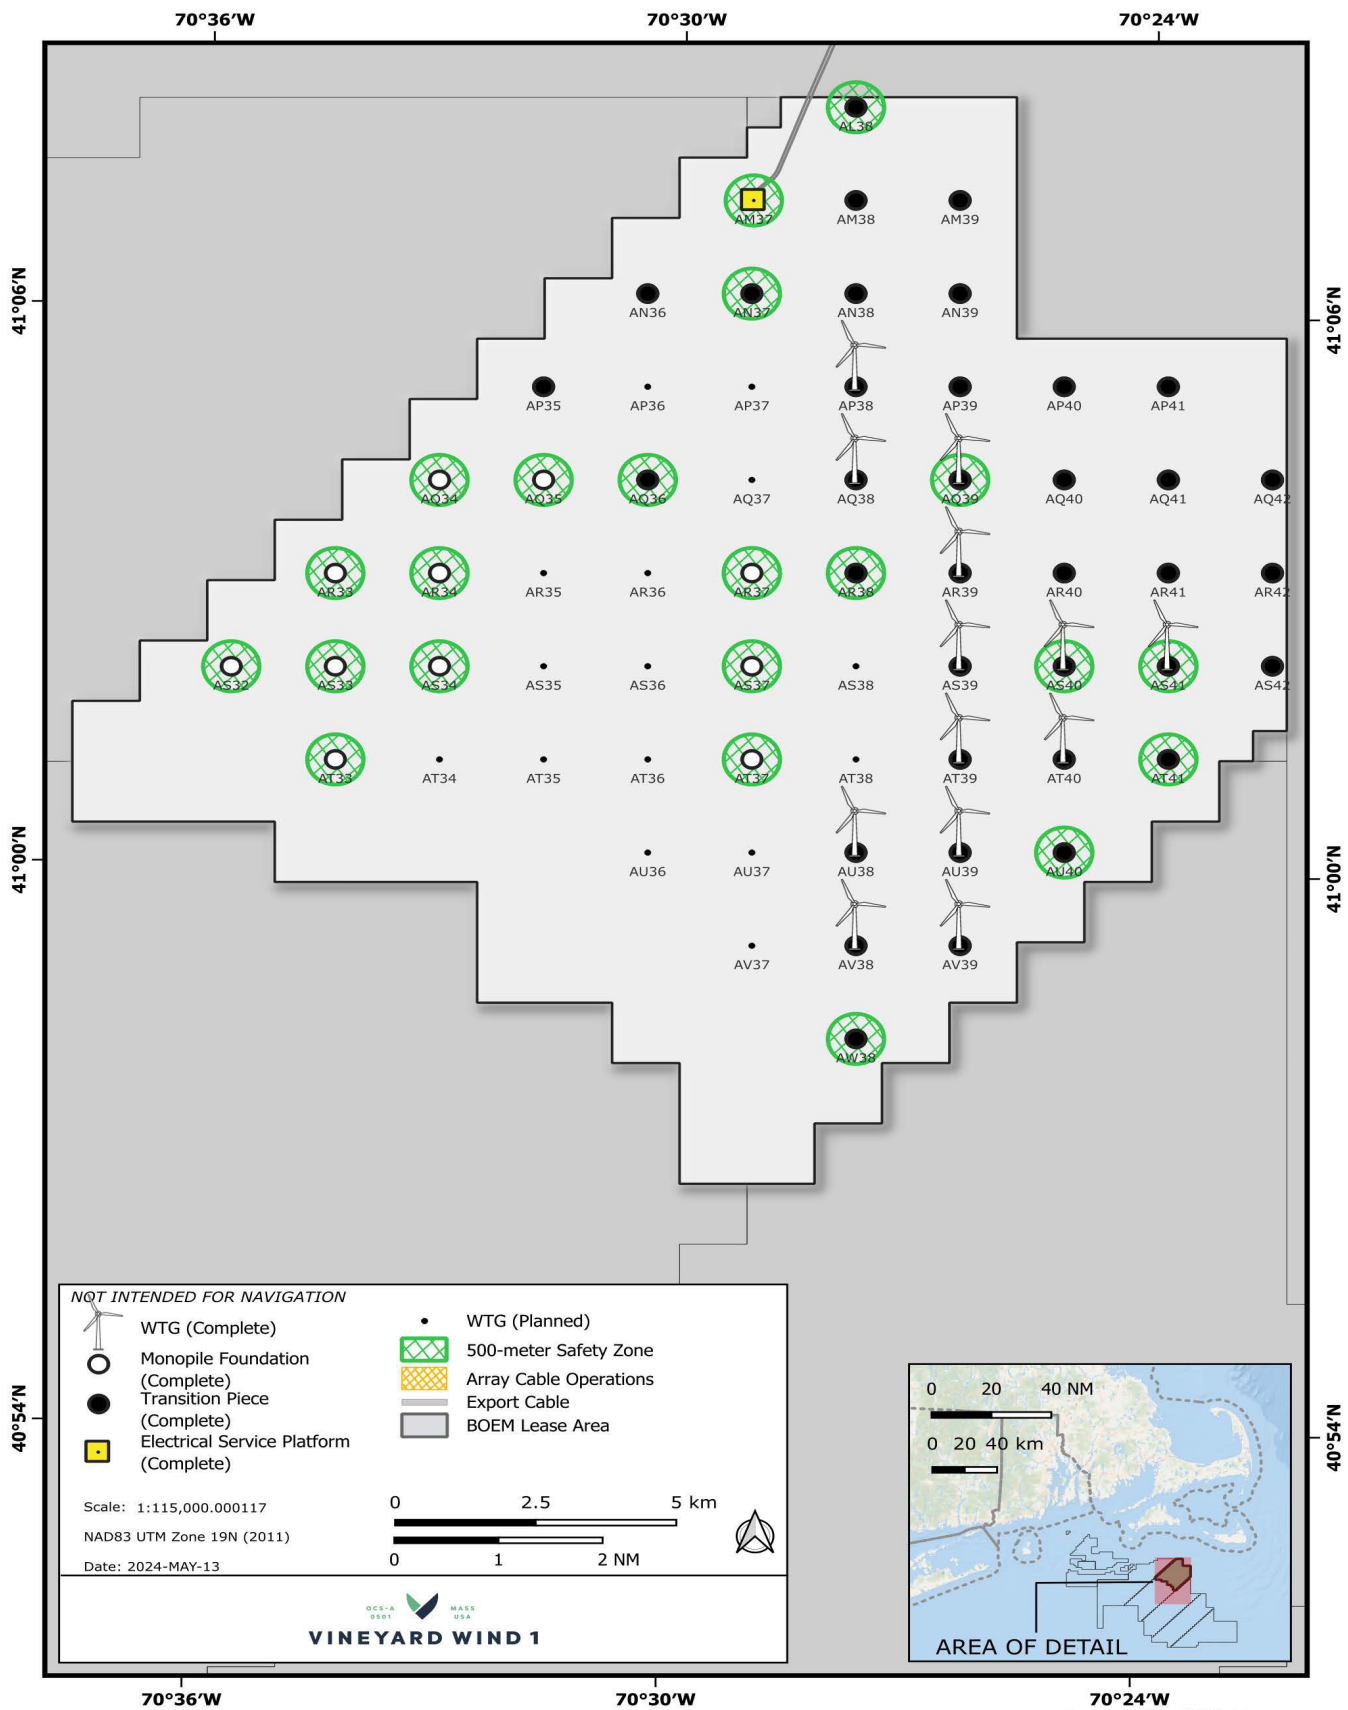 70°36'W 70°30'W 70°24'W
AL38
AM37 AM38 AM39
41°06'N
AN36 AN37 AN38 AN39
41°06'N
AP35 AP36 AP37 AP38 AP39 AP40 AP41
AQ34 AQ35 AQ36 AQ37 AQ38 AQ39 AQ40 AQ41 AQ42
AR33 AR34 AR35 AR36 AR37 AR38 AR39 AR40 AR41 AR42
AS32 AS33 AS34 AS35 AS36 AS37 AS38 AS39 AS40 AS41 AS42
AT33 AT34 AT35 AT36 AT37 AT38 AT39 AT40 AT41
41°00'N
AU36 AU37 AU38 AU39 AU40
41°00'N
AV37 AV38 AV39
AW38
NOT INTENDED FOR NAVIGATION
WTG (Complete)
Monopile Foundation
(Complete)
Transition Piece
(Complete)
Electrical Service Platform
(Complete)
WTG (Planned)
500-meter Safety Zone
Array Cable Operations
Export Cable
BOEM Lease Area
40°54'N
40°54'N
Scale: 1:115,000.000117
NAD83 UTM Zone 19N (2011)
Date: 2024-MAY-13
0 2.5 5 km
0 1 2 NM
OCS-A
0501
MASS
USA
VINEYARD WIND 1
0 20 40 NM
0 20 40 km
AREA OF DETAIL
70°36'W 70°30'W 70°24'W